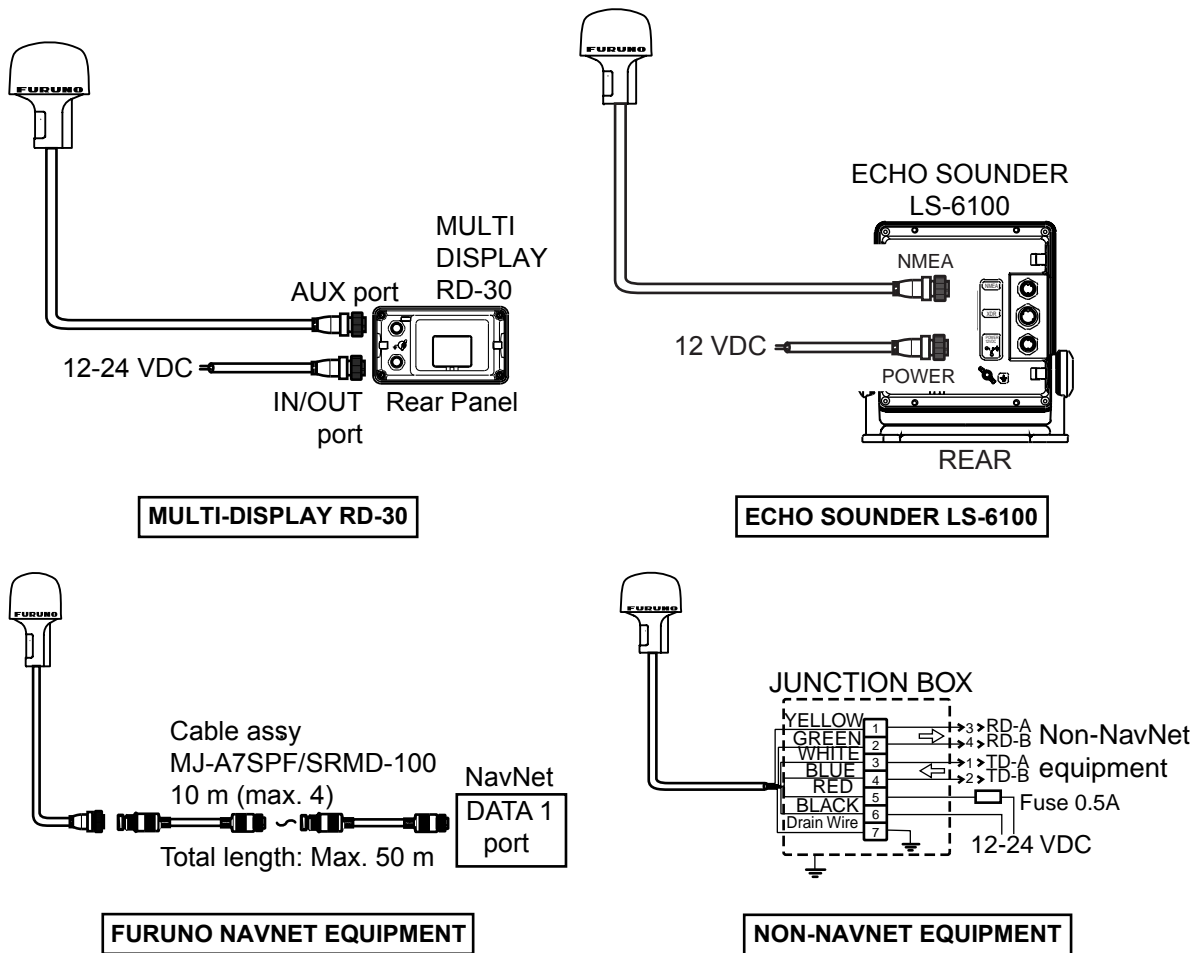 FURUNO
MULTI
DISPLAY
RD-30
AUX port
12-24 VDC
IN/OUT
port
Rear Panel
MULTI-DISPLAY RD-30
FURUNO
ECHO SOUNDER
LS-6100
NMEA
NMEA
XDR
12 VDC
POWER
REAR
ECHO SOUNDER LS-6100
FURUNO
Cable assy
MJ-A7SPF/SRMD-100
10 m (max. 4)
Total length: Max. 50 m
NavNet
DATA 1
port
FURUNO NAVNET EQUIPMENT
FURUNO
JUNCTION BOX
YELLOW 1 3 RD-A
GREEN 2 4 RD-B
WHITE 3 1 TD-A
BLUE 4 2 TD-B
RED 5
BLACK 6
Drain Wire 7
Non-NavNet
equipment
Fuse 0.5A
12-24 VDC
NON-NAVNET EQUIPMENT